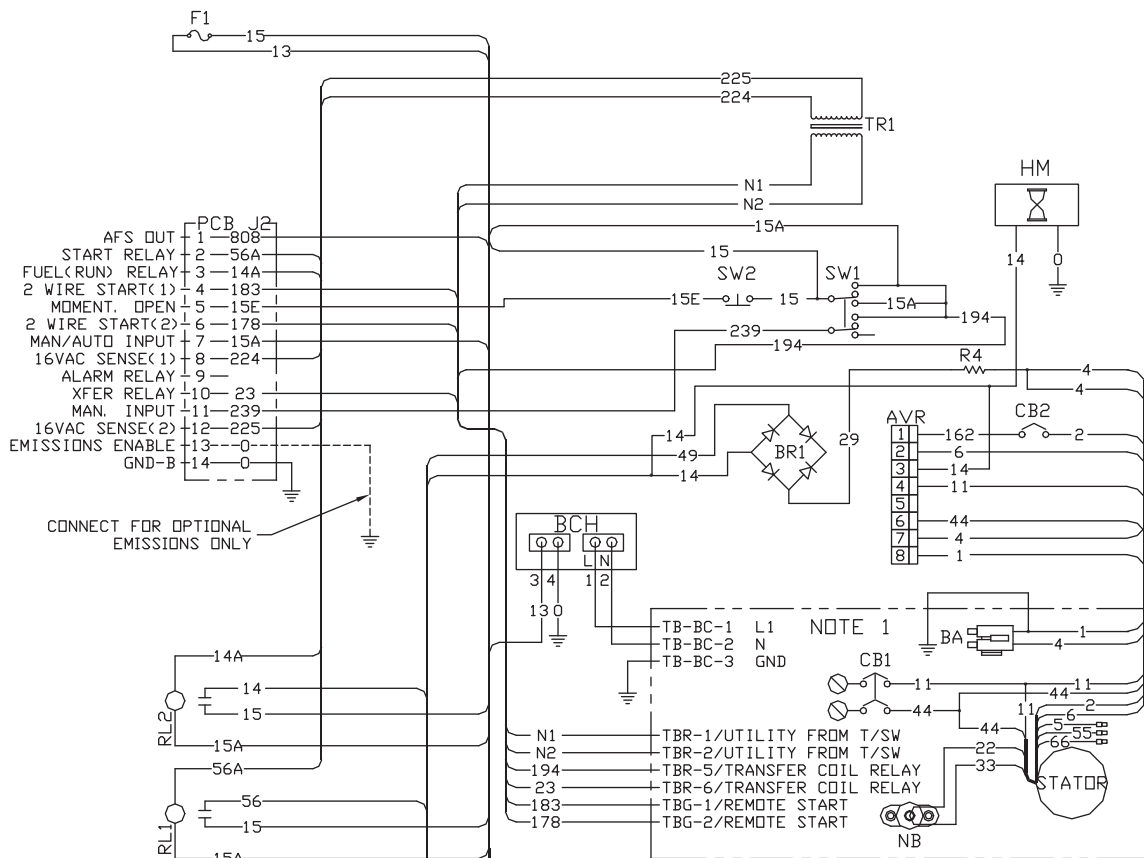 F1
15
13
225
224
TR1
HM
N1
N2
PCB J2
15A
AFS OUT 1 808
START RELAY 2 56A
FUEL(RUN) RELAY 3 14A
2 WIRE START(1) 4 183
MOMENT. OPEN 5 15E
2 WIRE START(2) 6 178
MAN/AUTO INPUT 7 15A
16VAC SENSE(1) 8 224
ALARM RELAY 9
XFER RELAY 10 23
MAN. INPUT 11 239
16VAC SENSE(2) 12 225
EMISSIONS ENABLE 13 0
GND-B 14 0
CONNECT FOR OPTIONAL
EMISSIONS ONLY
15
14
0
SW2
SW1
15E
15
15A
194
239
194
R4
4
4
14
49
14
BR1
29
AVR
CB2
1 162 2
2 6
3 14
4 11
5
6 44
7 4
8 1
BCH
L N
3 4 1 2
13 0
TB-BC-1 L1
TB-BC-2 N
TB-BC-3 GND
NOTE 1
BA
1
4
CB1
11
11
44
44
11
2
6
5
55
66
44
22
33
STATOR
NB
N1 TBR-1/UTILITY FROM T/SW
N2 TBR-2/UTILITY FROM T/SW
194 TBR-5/TRANSFER COIL RELAY
23 TBR-6/TRANSFER COIL RELAY
183 TBG-1/REMOTE START
178 TBG-2/REMOTE START
14A
14
15
RL2
15A
56A
56
15
RL1
15A